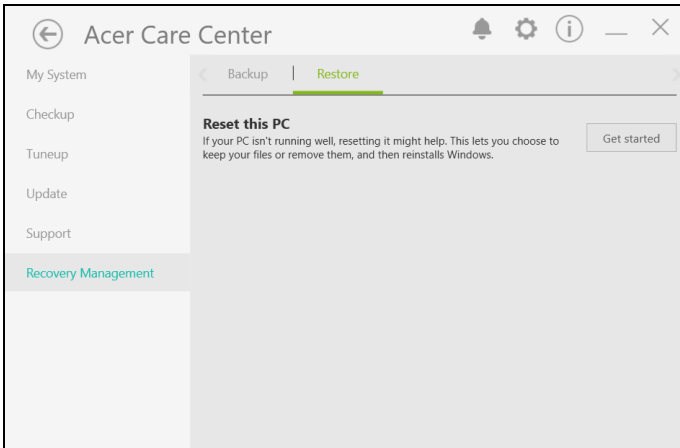 Acer Care Center
My System
Checkup
Tuneup
Update
Support
Recovery Management
Backup | Restore
Reset this PC
If your PC isn't running well, resetting it might help. This lets you choose to
keep your files or remove them, and then reinstalls Windows.
Get started